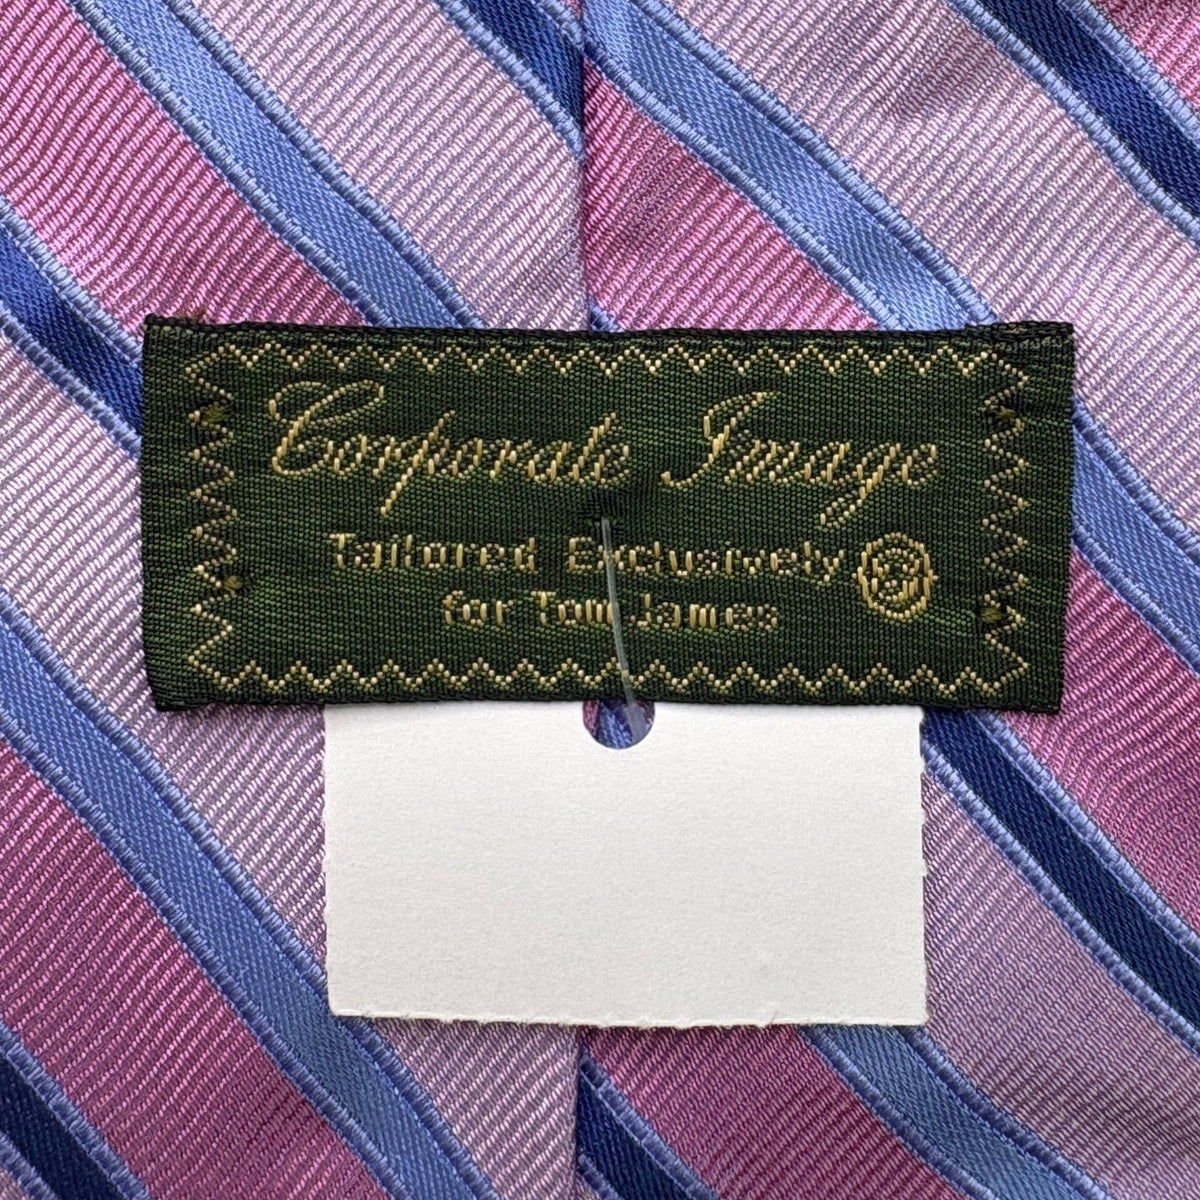 Corporate Image
Tailored Exclusively
for Tom James